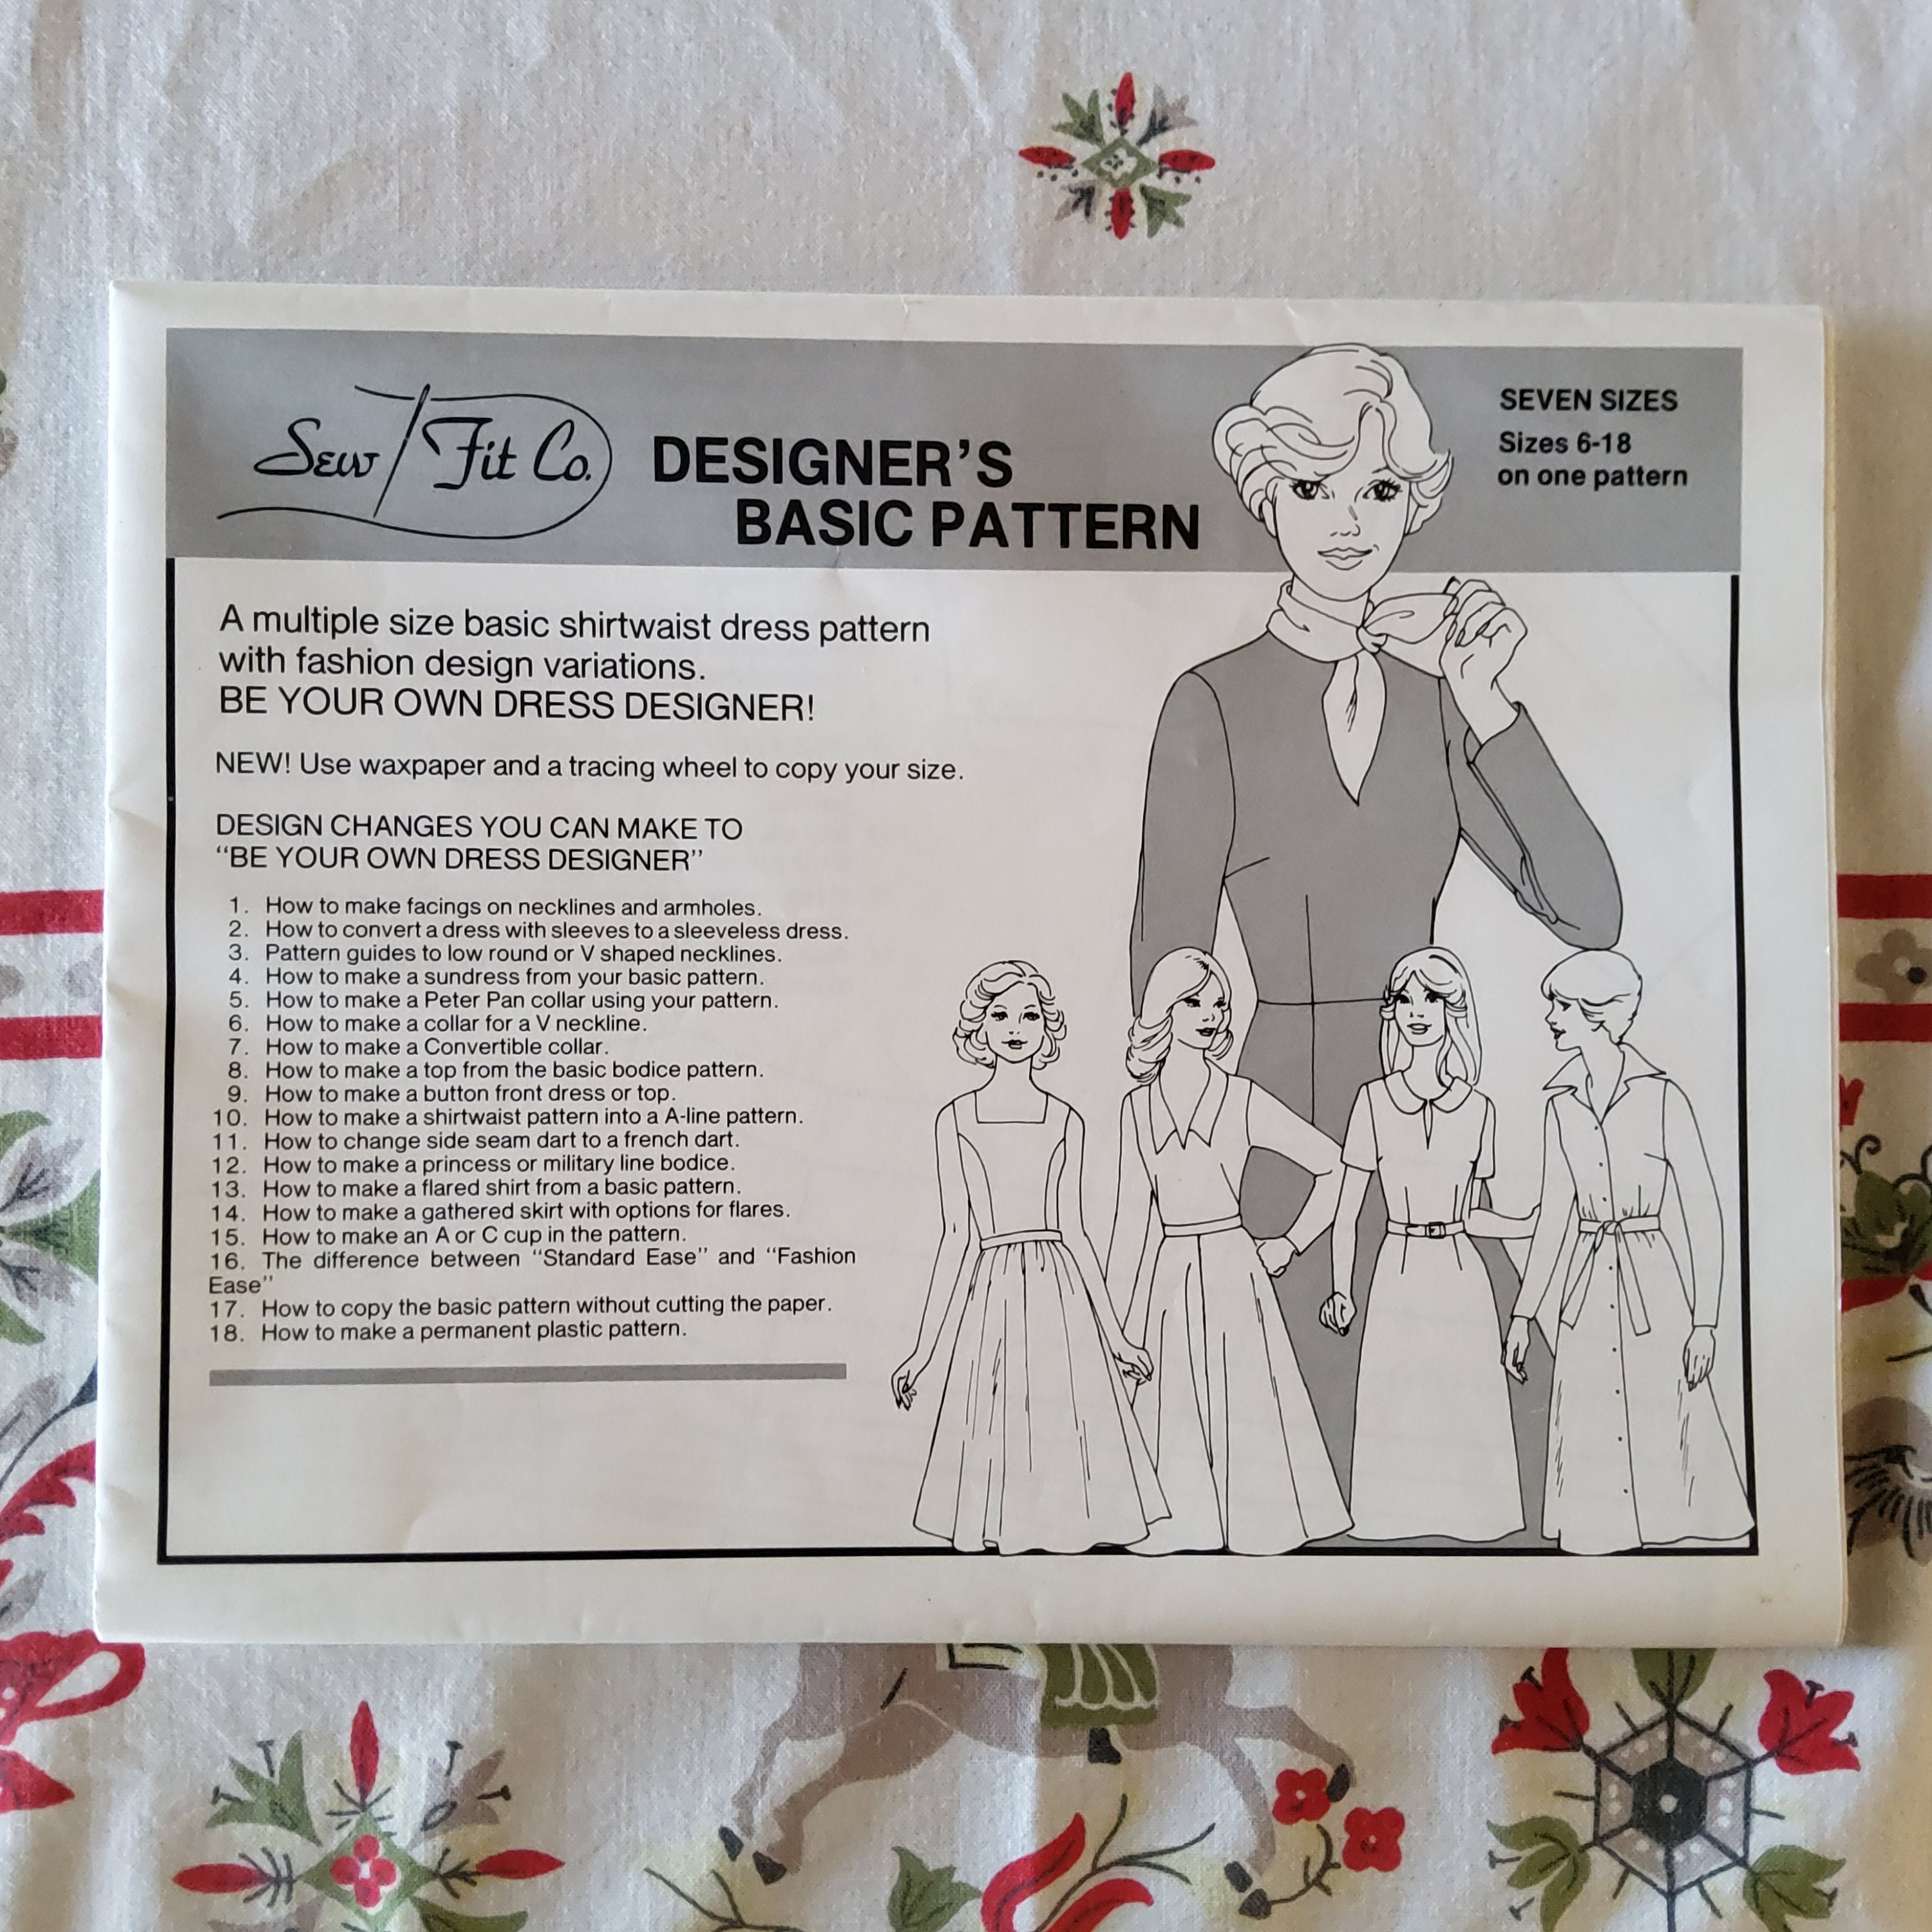 Sew/Fit Co.
DESIGNER'S
BASIC PATTERN
SEVEN SIZES
Sizes 6-18
on one pattern
A multiple size basic shirtwaist dress pattern
with fashion design variations.
BE YOUR OWN DRESS DESIGNER!
NEW! Use waxpaper and a tracing wheel to copy your size.
DESIGN CHANGES YOU CAN MAKE TO
“BE YOUR OWN DRESS DESIGNER”
1. How to make facings on necklines and armholes.
2. How to convert a dress with sleeves to a sleeveless dress.
3. Pattern guides to low round or V shaped necklines.
4. How to make a sundress from your basic pattern.
5. How to make a Peter Pan collar using your pattern.
6. How to make a collar for a V neckline.
7. How to make a Convertible collar.
8. How to make a top from the basic bodice pattern.
9. How to make a button front dress or top.
10. How to make a shirtwaist pattern into a A-line pattern.
11. How to change side seam dart to a french dart.
12. How to make a princess or military line bodice.
13. How to make a flared shirt from a basic pattern.
14. How to make a gathered skirt with options for flares.
15. How to make an A or C cup in the pattern.
16. The difference between “Standard Ease” and “Fashion
Ease”
17. How to copy the basic pattern without cutting the paper.
18. How to make a permanent plastic pattern.